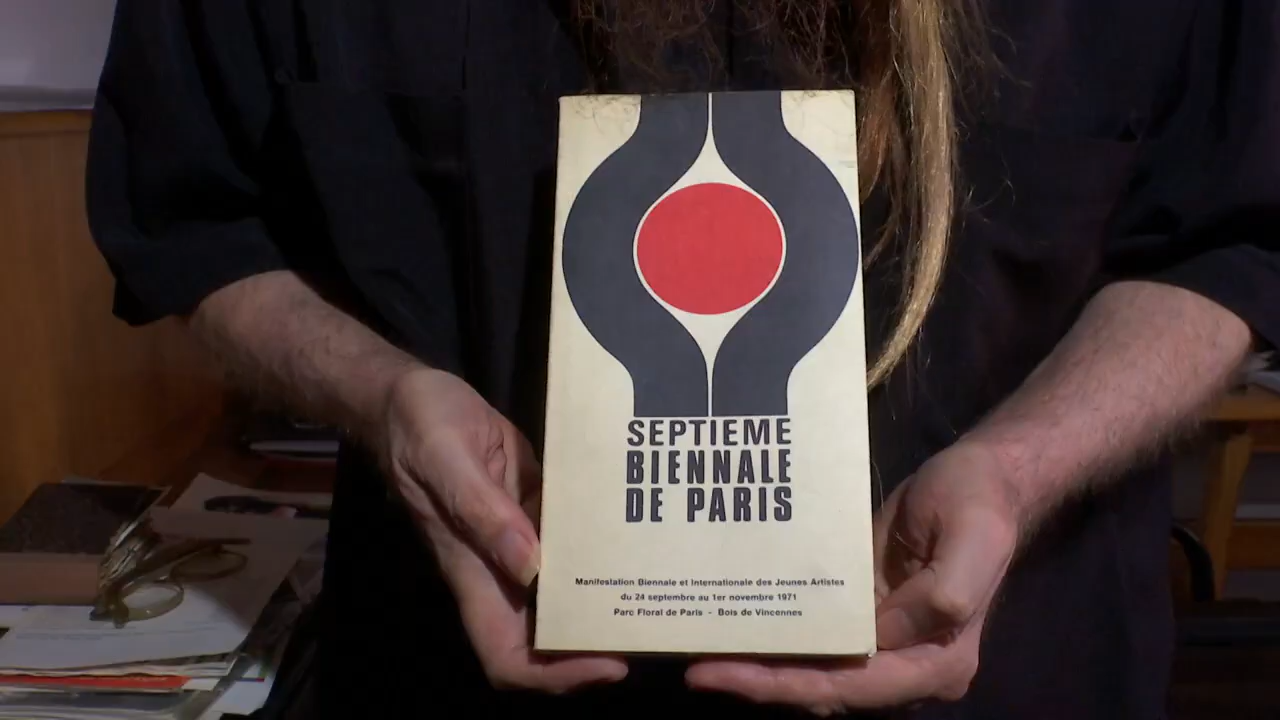 SEPTIEME
BIENNALE
DE PARIS
Manifestation Biennale et Internationale des Jeunes Artistes
du 24 septembre au 1er novembre 1971
Parc Floral de Paris - Bois de Vincennes